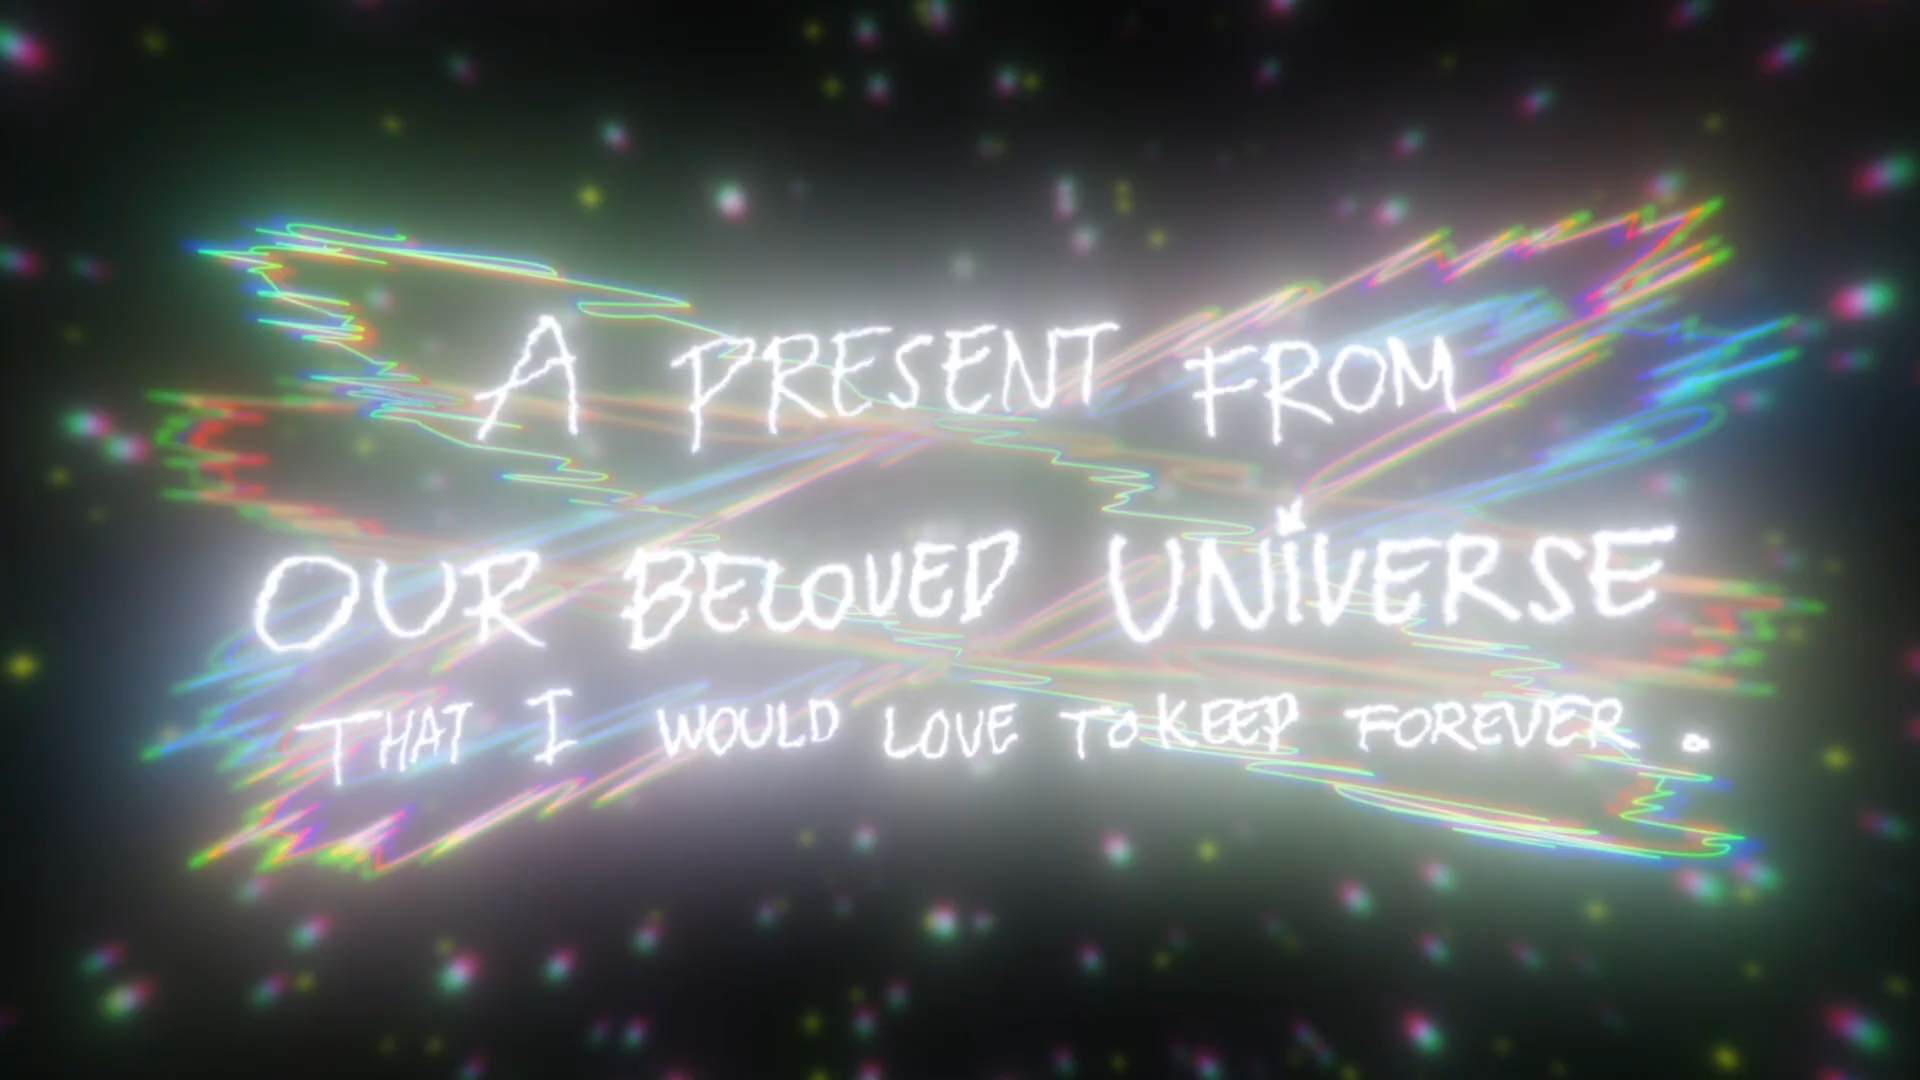 A PRESENT FROM
OUR BELOVED UNIVERSE
THAT I WOULD LOVE TO KEEP FOREVER.